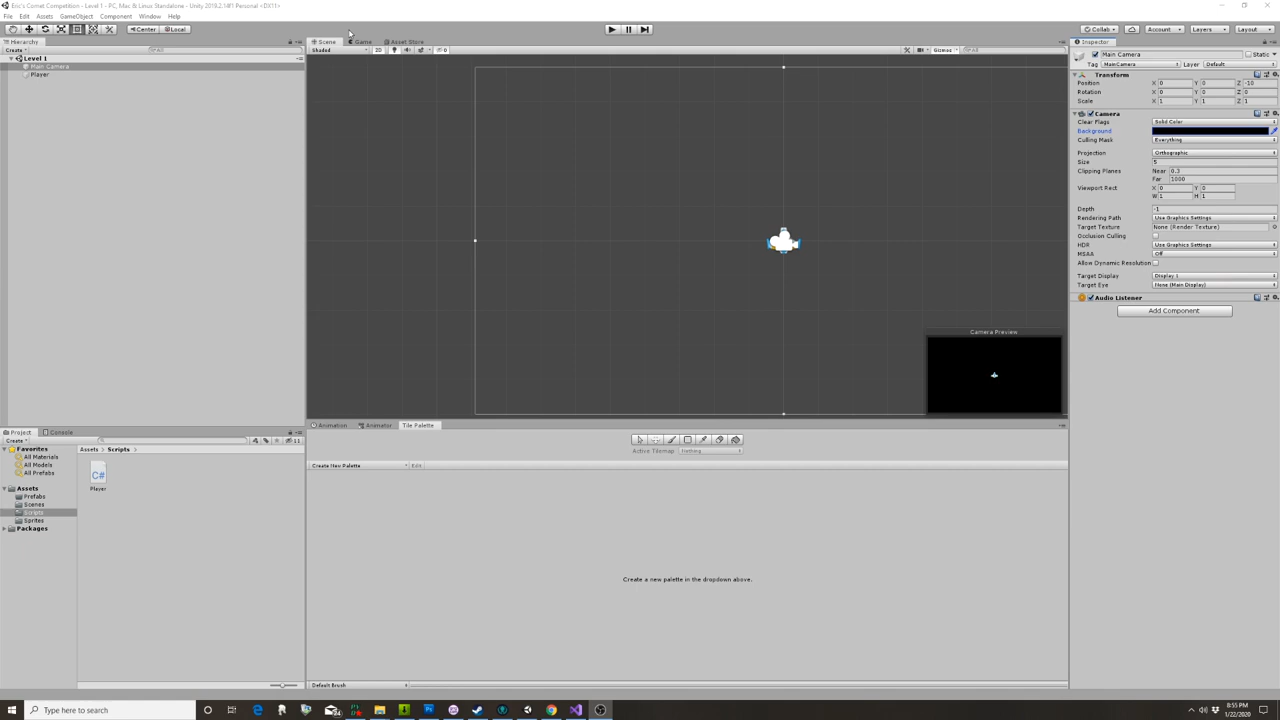 Eric's Comet Competition - Level 1 - PC, Mac & Linux Standalone - Unity 2019.2.14f1 Personal <DX11>
File Edit Assets GameObject Component Window Help
Center Local
Collab Account Layers Layout
Hierarchy
Create All
Level 1
Main Camera
Player
Scene Game Asset Store
Shaded 2D 0 Gizmos All
Camera Preview
Inspector
Main Camera Static
Tag MainCamera Layer Default
Transform
Position X 0 Y 0 Z -10
Rotation X 0 Y 0 Z 0
Scale X 1 Y 1 Z 1
Camera
Clear Flags Solid Color
Background
Culling Mask Everything
Projection Orthographic
Size 5
Clipping Planes Near 0.3
Far 1000
Viewport Rect X 0 Y 0
W 1 H 1
Depth -1
Rendering Path Use Graphics Settings
Target Texture None (Render Texture)
Occlusion Culling
HDR Use Graphics Settings
MSAA Off
Allow Dynamic Resolution
Target Display Display 1
Target Eye None (Main Display)
Audio Listener
Add Component
Project Console
Create 11
Favorites
All Materials
All Models
All Prefabs
Assets
Prefabs
Scenes
Scripts
Sprites
Packages
Assets Scripts
C#
Player
Animation Animator Tile Palette
Active Tilemap Nothing
Create New Palette Edit
Create a new palette in the dropdown above.
Default Brush
Type here to search
8:55 PM
1/22/2020